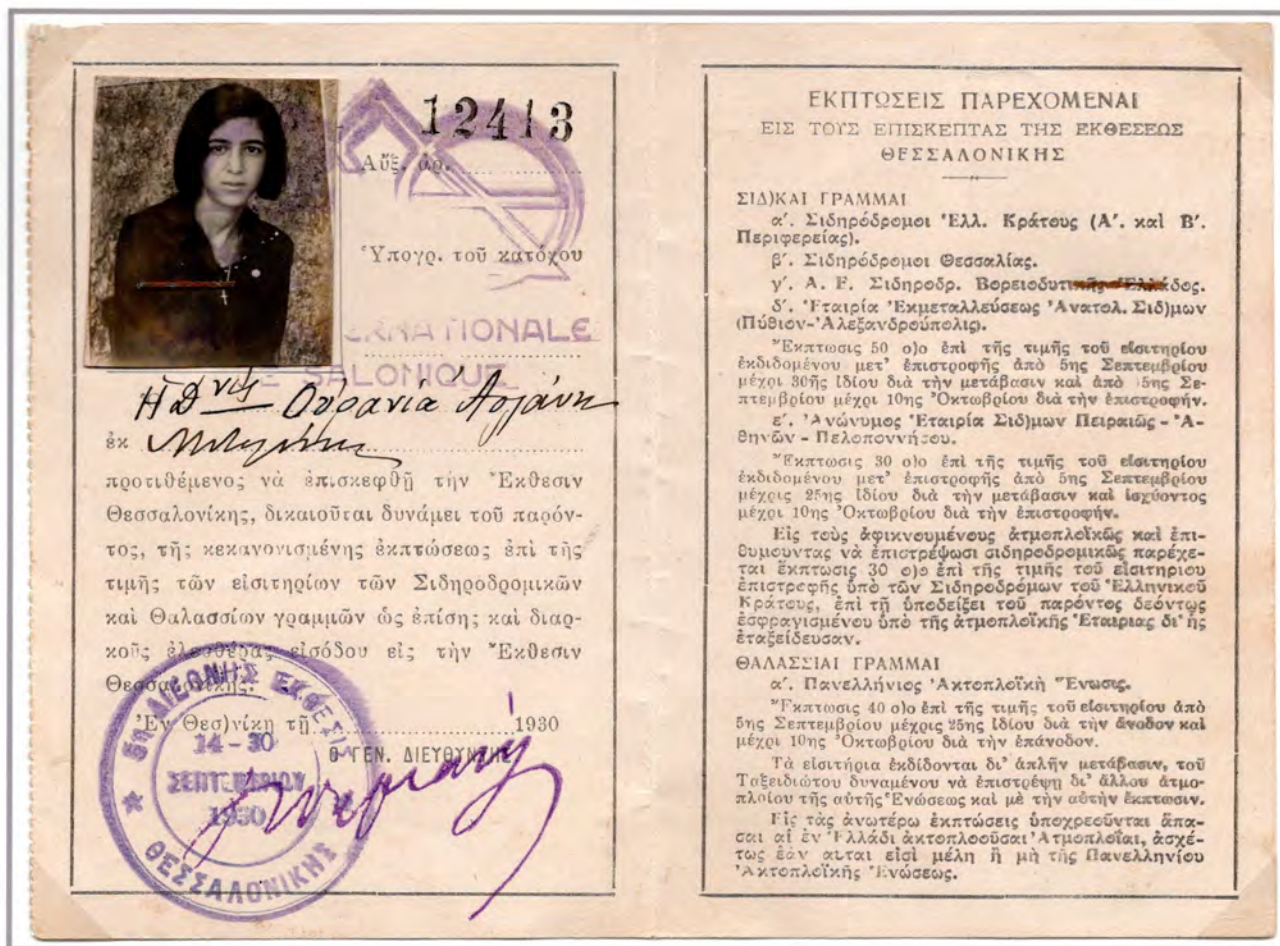 12413
Αὔξ. ἀρ.
Ὑπογρ. τοῦ κατόχου
INTERNATIONALE
DE SALONIQUE
Ἡ Δνὶς Οὐρανία
ἐκ Μυτιλήνης
προτιθέμενος νὰ ἐπισκεφθῇ τὴν Ἔκθεσιν
Θεσσαλονίκης, δικαιοῦται δυνάμει τοῦ παρόν-
τος, τῆς κεκανονισμένης ἐκπτώσεως ἐπὶ τῆς
τιμῆς τῶν εἰσιτηρίων τῶν Σιδηροδρομικῶν
καὶ Θαλασσίων γραμμῶν ὡς ἐπίσης καὶ διαρ-
κοῦς ἐλευθέρας εἰσόδου εἰς τὴν Ἔκθεσιν
Θεσσαλονίκης.
Ἐν Θεσ)νίκῃ τῇ 1930
Ο ΓΕΝ. ΔΙΕΥΘΥΝΤΗΣ
5η ΔΙΕΘΝΗΣ ΕΚΘΕΣΙΣ
14 - 30
ΣΕΠΤΕΜΒΡΙΟΥ
1930
ΘΕΣΣΑΛΟΝΙΚΗΣ
ΕΚΠΤΩΣΕΙΣ ΠΑΡΕΧΟΜΕΝΑΙ
ΕΙΣ ΤΟΥΣ ΕΠΙΣΚΕΠΤΑΣ ΤΗΣ ΕΚΘΕΣΕΩΣ
ΘΕΣΣΑΛΟΝΙΚΗΣ
ΣΙΔ)ΚΑΙ ΓΡΑΜΜΑΙ
α'. Σιδηρόδρομοι Ἑλλ. Κράτους (Α'. καὶ Β'.
Περιφερείας).
β'. Σιδηρόδρομοι Θεσσαλίας.
γ'. Α. Ε. Σιδηροδρ. Βορειοδυτικῆς Ἑλλάδος.
δ'. Ἑταιρία Ἐκμεταλλεύσεως Ἀνατολ. Σιδ)μων
(Πύθιον-Ἀλεξανδρούπολις).
Ἔκπτωσις 50 ο)ο ἐπὶ τῆς τιμῆς τοῦ εἰσιτηρίου
ἐκδιδομένου μετ' ἐπιστροφῆς ἀπὸ 5ης Σεπτεμβρίου
μέχρι 30ῆς ἰδίου διὰ τὴν μετάβασιν καὶ ἀπὸ 15ης Σε-
πτεμβρίου μέχρι 10ης Ὀκτωβρίου διὰ τὴν ἐπιστροφήν.
ε'. Ἀνώνυμος Ἑταιρία Σιδ)μων Πειραιῶς - Ἀ-
θηνῶν - Πελοποννήσου.
Ἔκπτωσις 30 ο)ο ἐπὶ τῆς τιμῆς τοῦ εἰσιτηρίου
ἐκδιδομένου μετ' ἐπιστροφῆς ἀπὸ 5ης Σεπτεμβρίου
μέχρις 25ης ἰδίου διὰ τὴν μετάβασιν καὶ ἰσχύοντος
μέχρι 10ης Ὀκτωβρίου διὰ τὴν ἐπιστροφήν.
Εἰς τοὺς ἀφικνουμένους ἀτμοπλοϊκῶς καὶ ἐπι-
θυμοῦντας νὰ ἐπιστρέψωσι σιδηροδρομικῶς παρέχε-
ται ἔκπτωσις 30 ο)ο ἐπὶ τῆς τιμῆς τοῦ εἰσιτηρίου
ἐπιστροφῆς ὑπὸ τῶν Σιδηροδρόμων τοῦ Ἑλληνικοῦ
Κράτους, ἐπὶ τῇ ὑποδείξει τοῦ παρόντος δεόντως
ἐσφραγισμένου ὑπὸ τῆς ἀτμοπλοϊκῆς Ἑταιρίας δι' ἧς
ἐταξείδευσαν.
ΘΑΛΑΣΣΙΑΙ ΓΡΑΜΜΑΙ
α'. Πανελλήνιος Ἀκτοπλοϊκὴ Ἕνωσις.
Ἔκπτωσις 40 ο)ο ἐπὶ τῆς τιμῆς τοῦ εἰσιτηρίου ἀπὸ
5ης Σεπτεμβρίου μέχρις 25ης ἰδίου διὰ τὴν ἄνοδον καὶ
μέχρι 10ης Ὀκτωβρίου διὰ τὴν ἐπάνοδον.
Τὰ εἰσιτήρια ἐκδίδονται δι' ἁπλῆν μετάβασιν, τοῦ
Ταξειδιώτου δυναμένου νὰ ἐπιστρέψῃ δι' ἄλλου ἀτμο-
πλοίου τῆς αὐτῆς Ἑνώσεως καὶ μὲ τὴν αὐτὴν ἔκπτωσιν.
Εἰς τὰς ἀνωτέρω ἐκπτώσεις ὑποχρεοῦνται ἅπα-
σαι αἱ ἐν Ἑλλάδι ἀκτοπλοοῦσαι Ἀτμοπλοΐαι, ἀσχέ-
τως ἐὰν αὗται εἰσὶ μέλη ἢ μὴ τῆς Πανελληνίου
Ἀκτοπλοϊκῆς Ἑνώσεως.